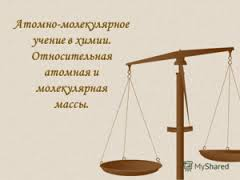 Атомно-молекулярное
учение в химии.
Относительная
атомная и
молекулярная
массы.
MyShared